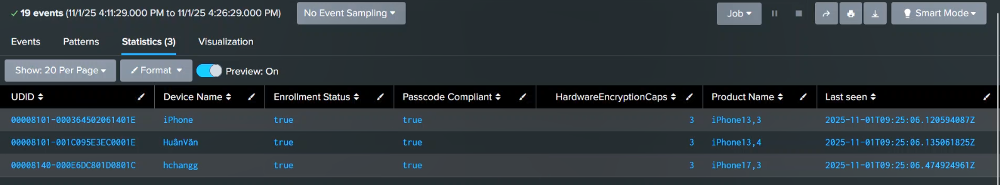 ✓ 19 events (11/1/25 4:11:29.000 PM to 11/1/25 4:26:29.000 PM) No Event Sampling Job Smart Mode
Events Patterns Statistics (3) Visualization
Show: 20 Per Page Format Preview: On
UDID Device Name Enrollment Status Passcode Compliant HardwareEncryptionCaps Product Name Last seen
00008101-000364502061401E iPhone true true 3 iPhone13,3 2025-11-01T09:25:06.120594087Z
00008101-001C095E3EC0001E HuânVăn true true 3 iPhone13,4 2025-11-01T09:25:06.135061825Z
00008140-000E6DC801D0801C hchangg true true 3 iPhone17,3 2025-11-01T09:25:06.474924961Z